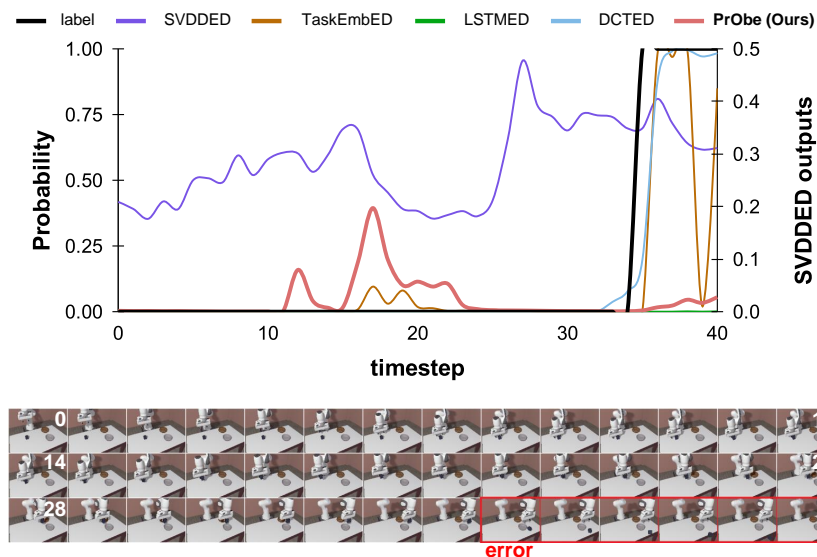 label SVDDED TaskEmbED LSTMED DCTED PrObe (Ours)
1.00 0.5
0.75 0.4
0.50 0.3
0.25 0.2
0.00 0.1
0.0
Probability
SVDDED outputs
0 10 20 30 40
timestep
0 1
14 2
28
error